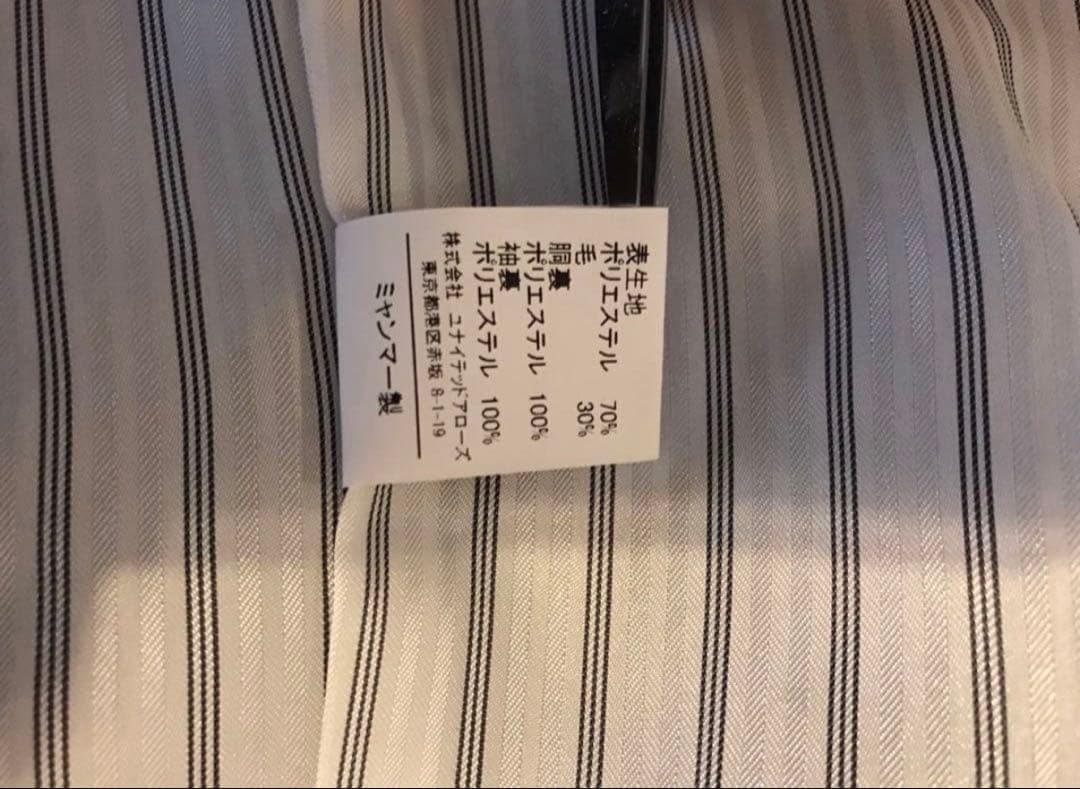 表生地
ポリエステル 70%
毛 30%
胴裏
ポリエステル 100%
袖裏
ポリエステル 100%
株式会社 ユナイテッドアローズ
東京都港区赤坂 8-1-19
ミャンマー製